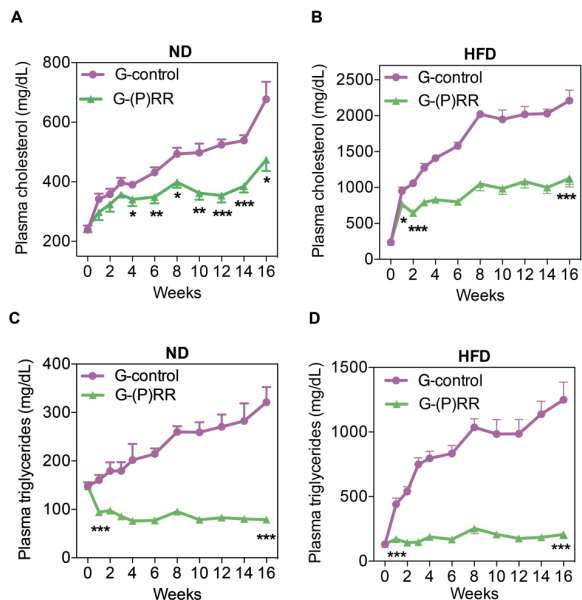 A
ND
G-control
G-(P)RR
Plasma cholesterol (mg/dL)
800
600
400
200
* ** * ** *** *** *
0 2 4 6 8 10 12 14 16
Weeks
B
HFD
G-control
G-(P)RR
Plasma cholesterol (mg/dL)
2500
2000
1500
1000
500
0
* *** ***
0 2 4 6 8 10 12 14 16
Weeks
C
ND
G-control
G-(P)RR
Plasma triglycerides (mg/dL)
400
300
200
100
0
*** ***
0 2 4 6 8 10 12 14 16
Weeks
D
HFD
G-control
G-(P)RR
Plasma triglycerides (mg/dL)
1500
1000
500
0
*** ***
0 2 4 6 8 10 12 14 16
Weeks